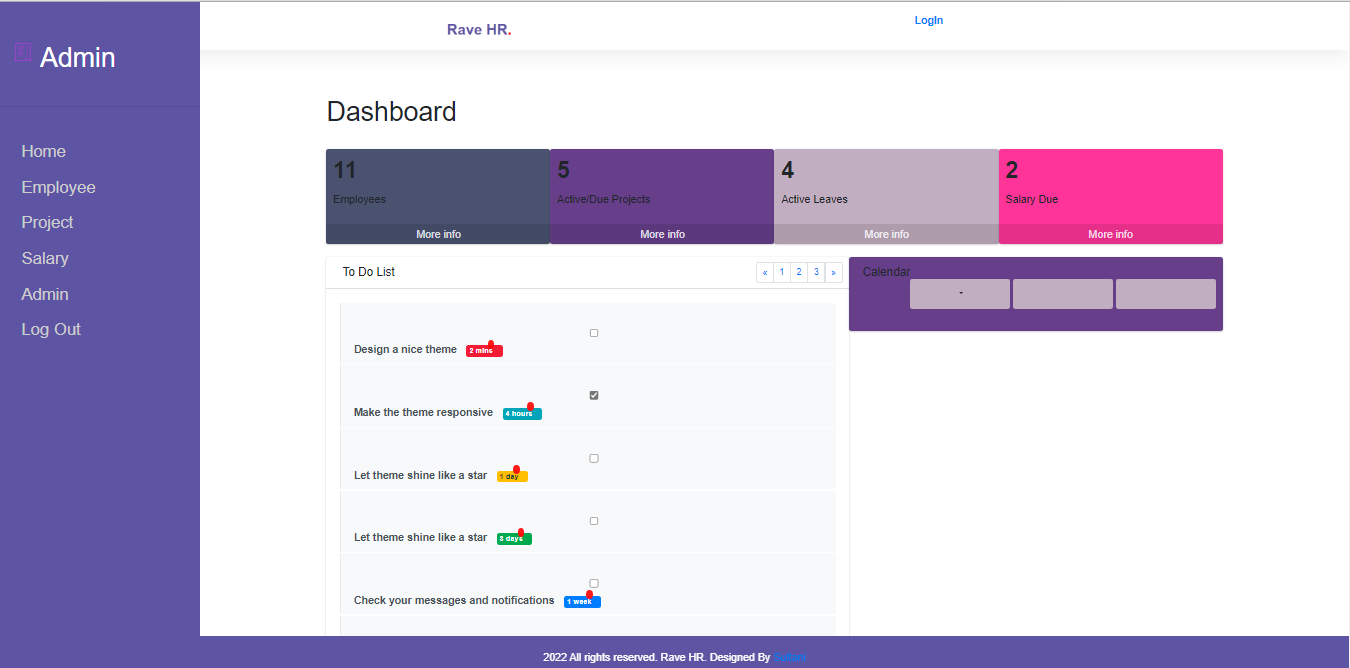 Admin
Rave HR.
LogIn
Home
Employee
Project
Salary
Admin
Log Out
Dashboard
11
Employees
More info
5
Active/Due Projects
More info
4
Active Leaves
More info
2
Salary Due
More info
To Do List
« 1 2 3 »
Design a nice theme 2 mins
Make the theme responsive 4 hours
Let theme shine like a star 1 day
Let theme shine like a star 3 days
Check your messages and notifications 1 week
Calendar
-
2022 All rights reserved. Rave HR. Designed By